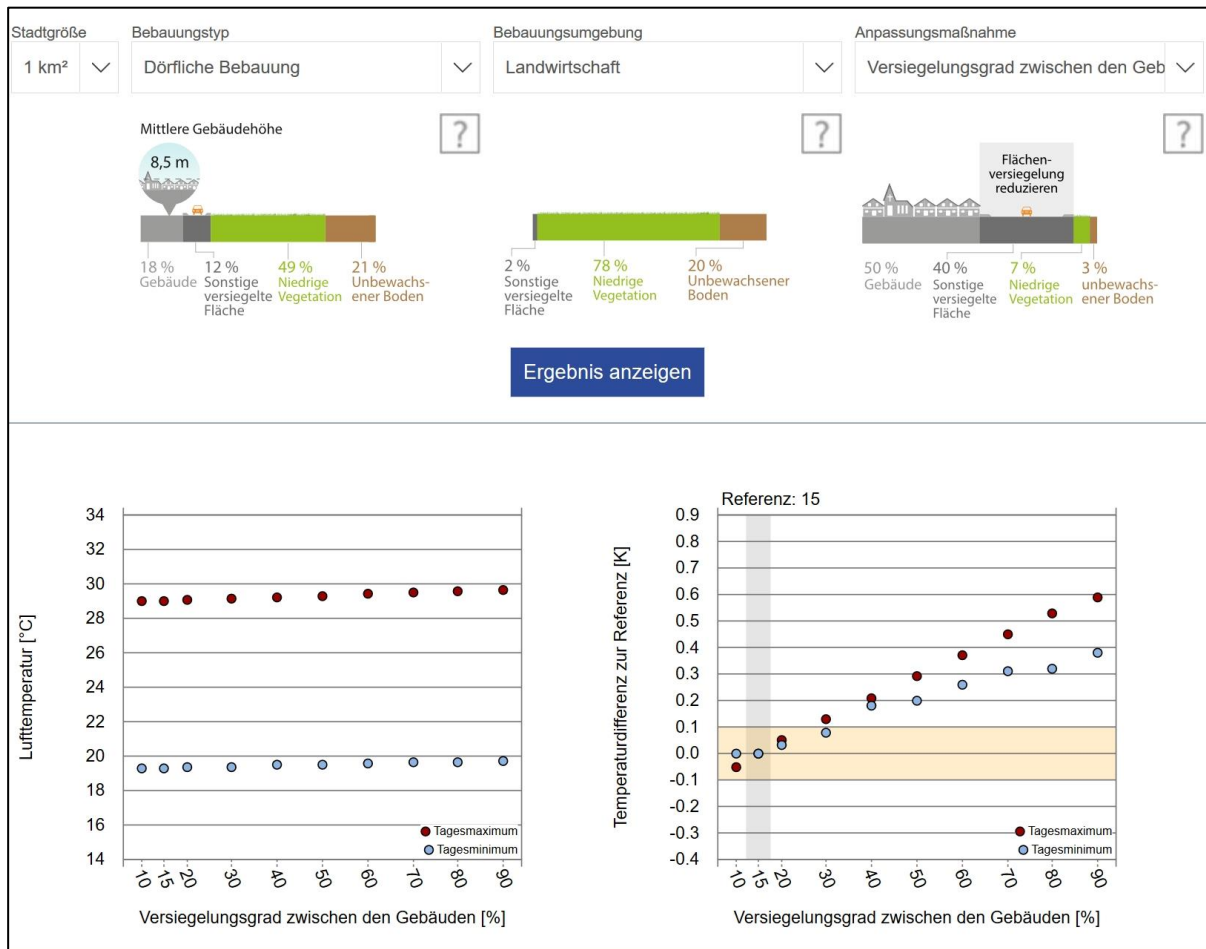 Stadtgröße
Bebauungstyp
Bebauungsumgebung
Anpassungsmaßnahme
1 km²
Dörfliche Bebauung
Landwirtschaft
Versiegelungsgrad zwischen den Geb
Mittlere Gebäudehöhe
8,5 m
?
18 %
Gebäude
12 %
Sonstige
versiegelte
Fläche
49 %
Niedrige
Vegetation
21 %
Unbewachs-
ener Boden
?
2 %
Sonstige
versiegelte
Fläche
78 %
Niedrige
Vegetation
20 %
Unbewachsener
Boden
?
Flächen-
versiegelung
reduzieren
50 %
Gebäude
40 %
Sonstige
versiegelte
Fläche
7 %
Niedrige
Vegetation
3 %
unbewachs-
ener Boden
Ergebnis anzeigen
Lufttemperatur [°C]
34
32
30
28
26
24
22
20
18
16
14
Tagesmaximum
Tagesminimum
10
15
20
30
40
50
60
70
80
90
Versiegelungsgrad zwischen den Gebäuden [%]
Referenz: 15
Temperaturdifferenz zur Referenz [K]
0.9
0.8
0.7
0.6
0.5
0.4
0.3
0.2
0.1
0.0
-0.1
-0.2
-0.3
-0.4
Tagesmaximum
Tagesminimum
10
15
20
30
40
50
60
70
80
90
Versiegelungsgrad zwischen den Gebäuden [%]